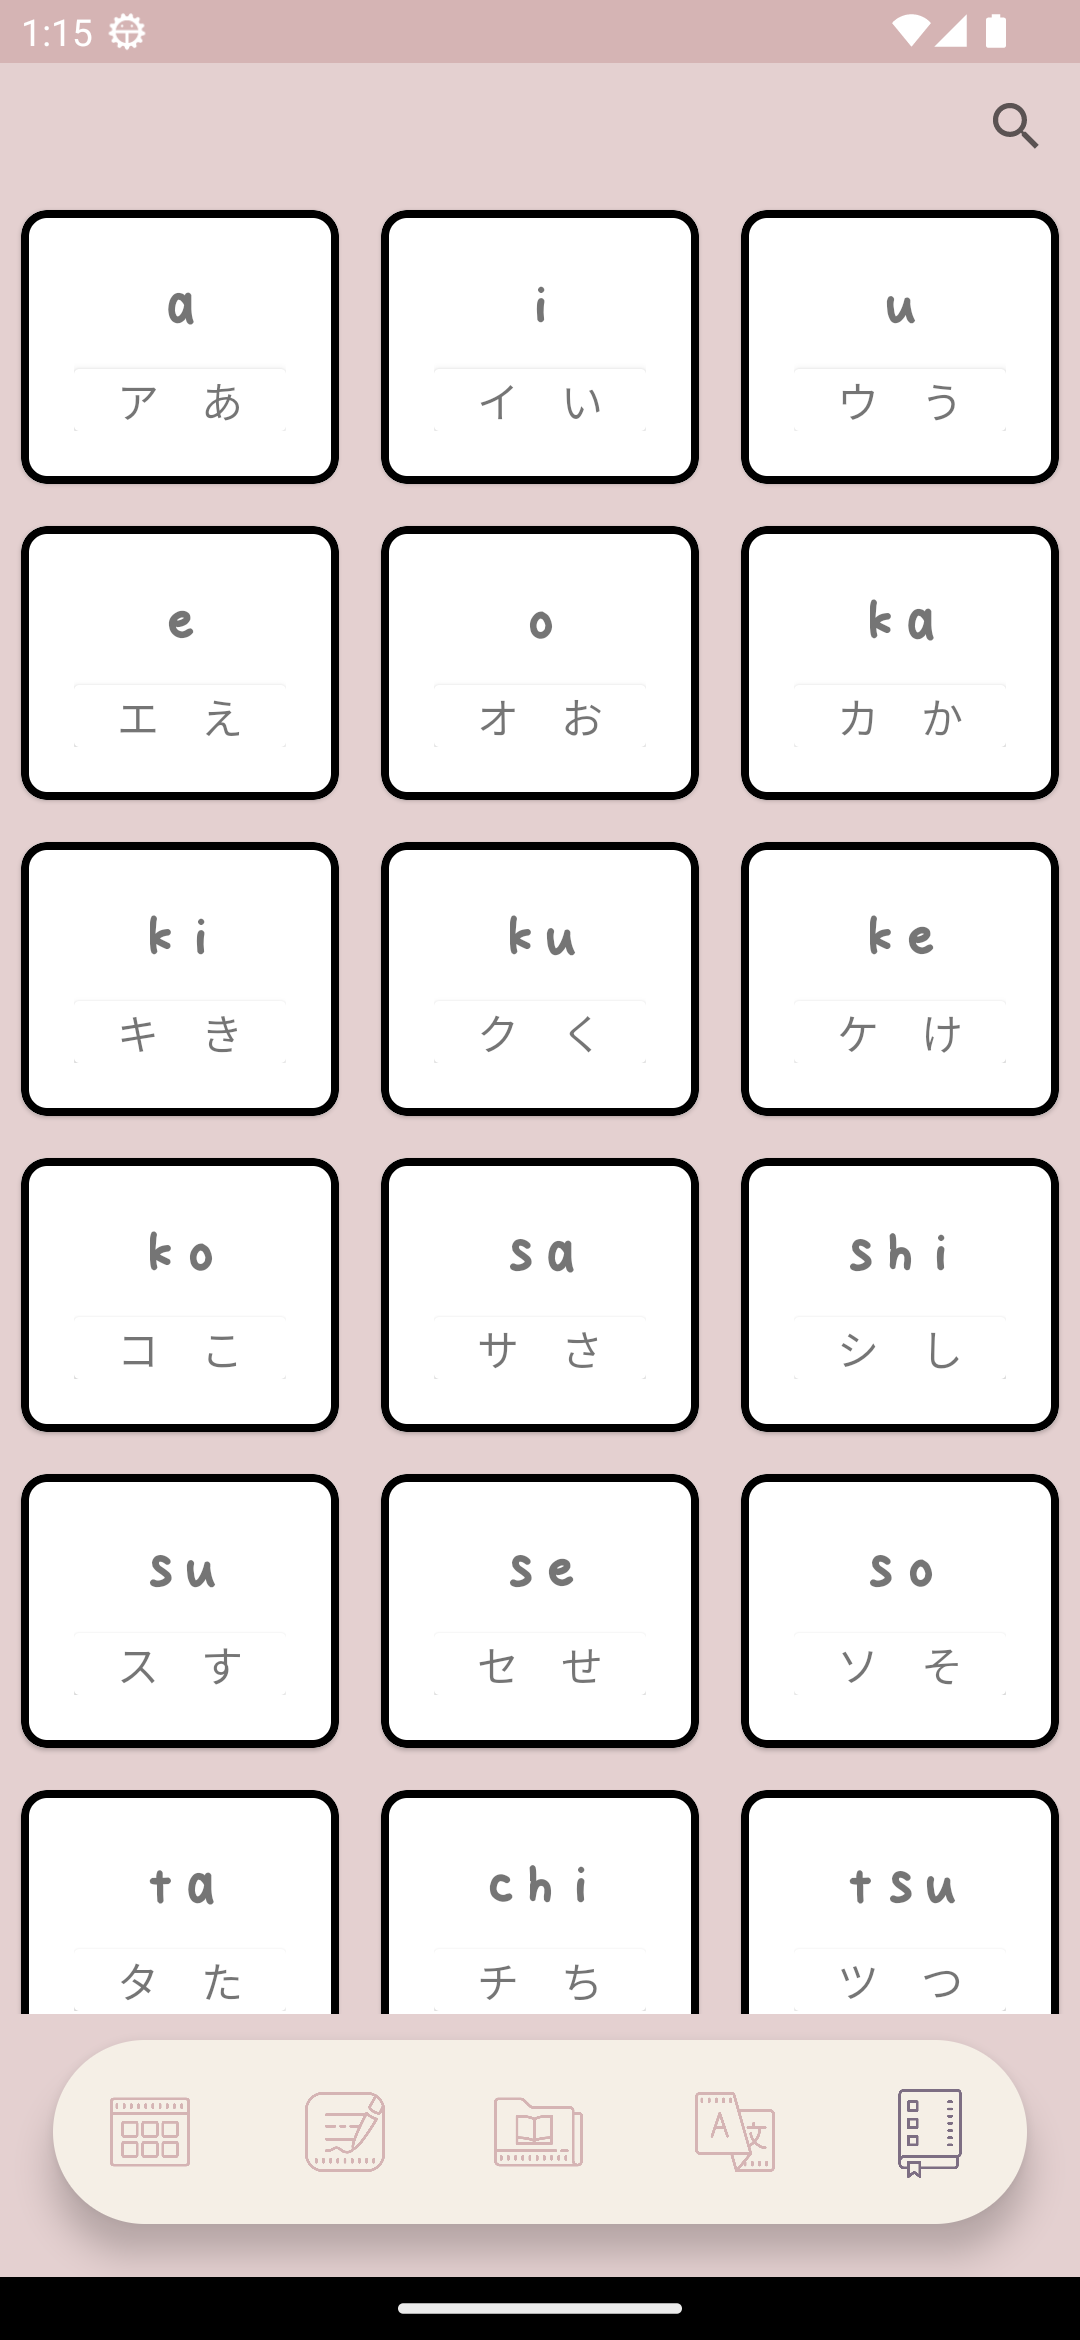 1:15
a
ア あ
i
イ い
u
ウ う
e
エ え
o
オ お
ka
カ か
ki
キ き
ku
ク く
ke
ケ け
ko
コ こ
sa
サ さ
shi
シ し
su
ス す
se
セ せ
so
ソ そ
ta
タ た
chi
チ ち
tsu
ツ つ
A 文